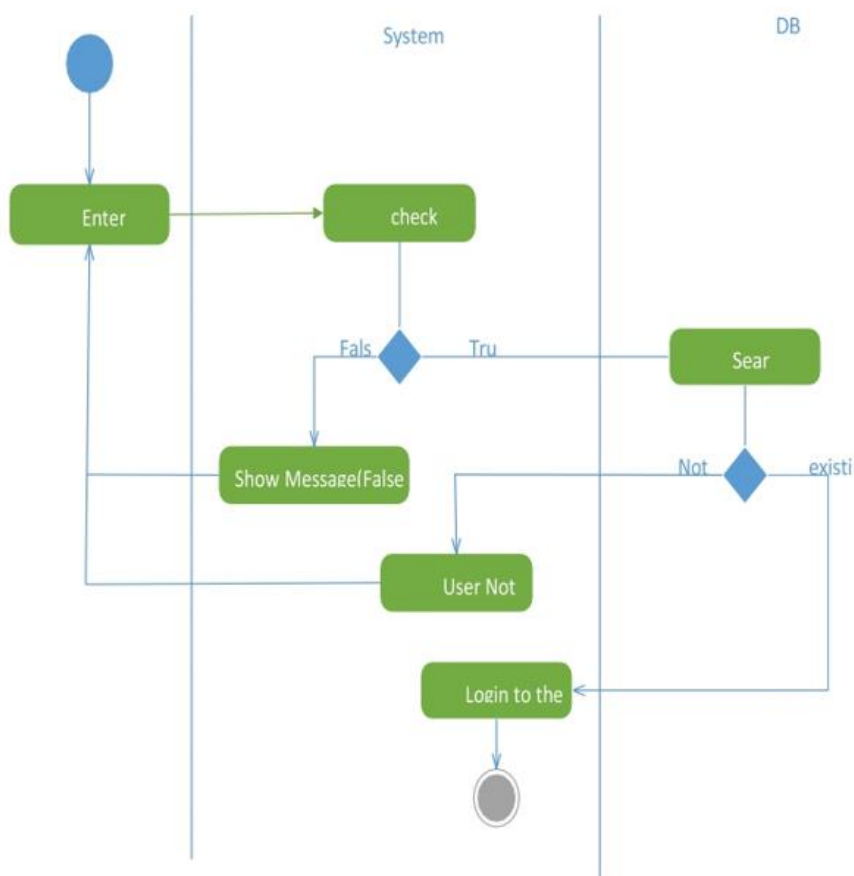 System
DB
Enter
check
Fals
Tru
Sear
Show Message(False
Not
existi
User Not
Login to the